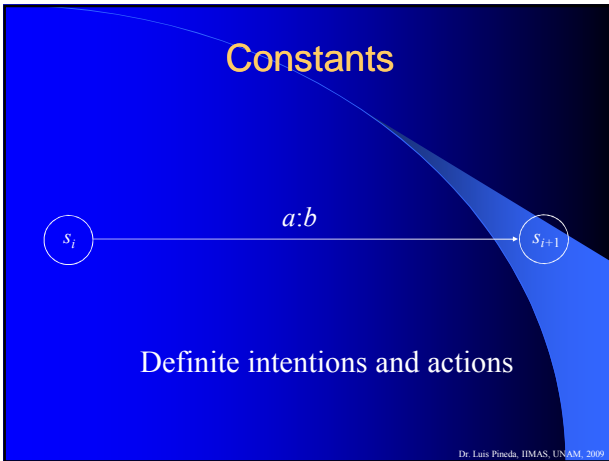 Constants
a:b
sᵢ
sᵢ₊₁
Definite intentions and actions
Dr. Luis Pineda, IIMAS, UNAM, 2009